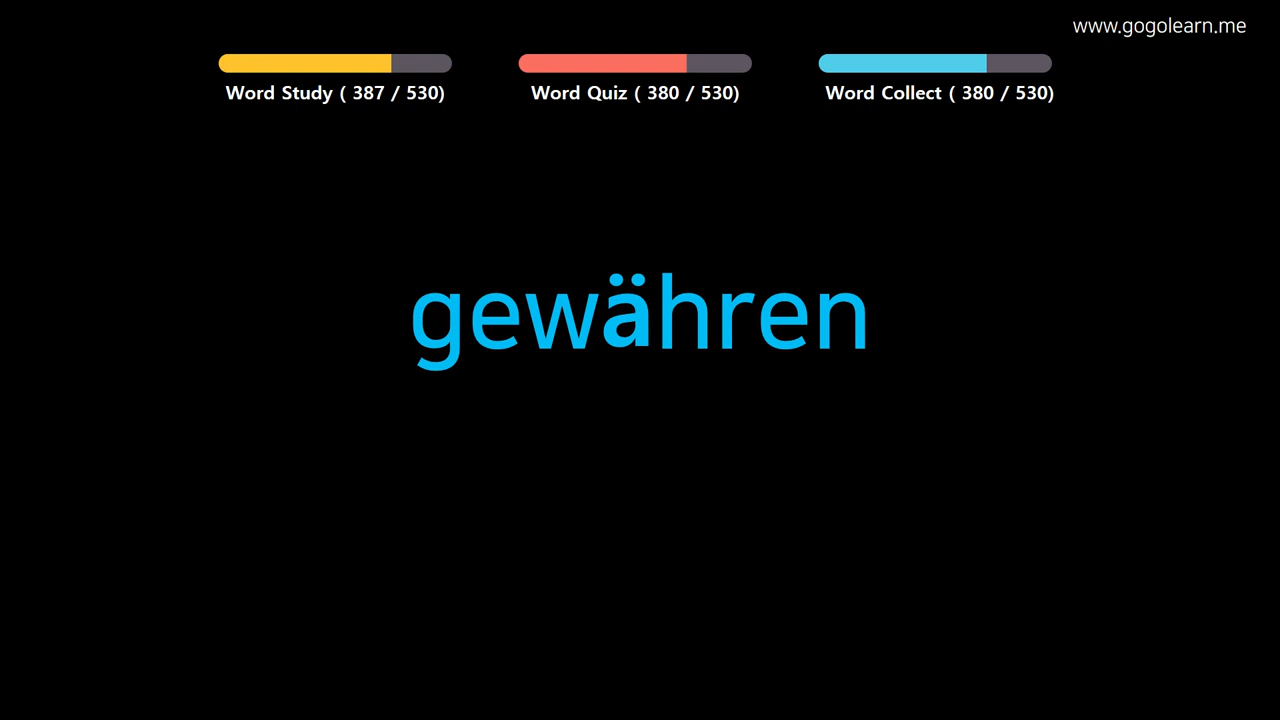 www.gogolearn.me
Word Study ( 387 / 530)
Word Quiz ( 380 / 530)
Word Collect ( 380 / 530)
gewähren